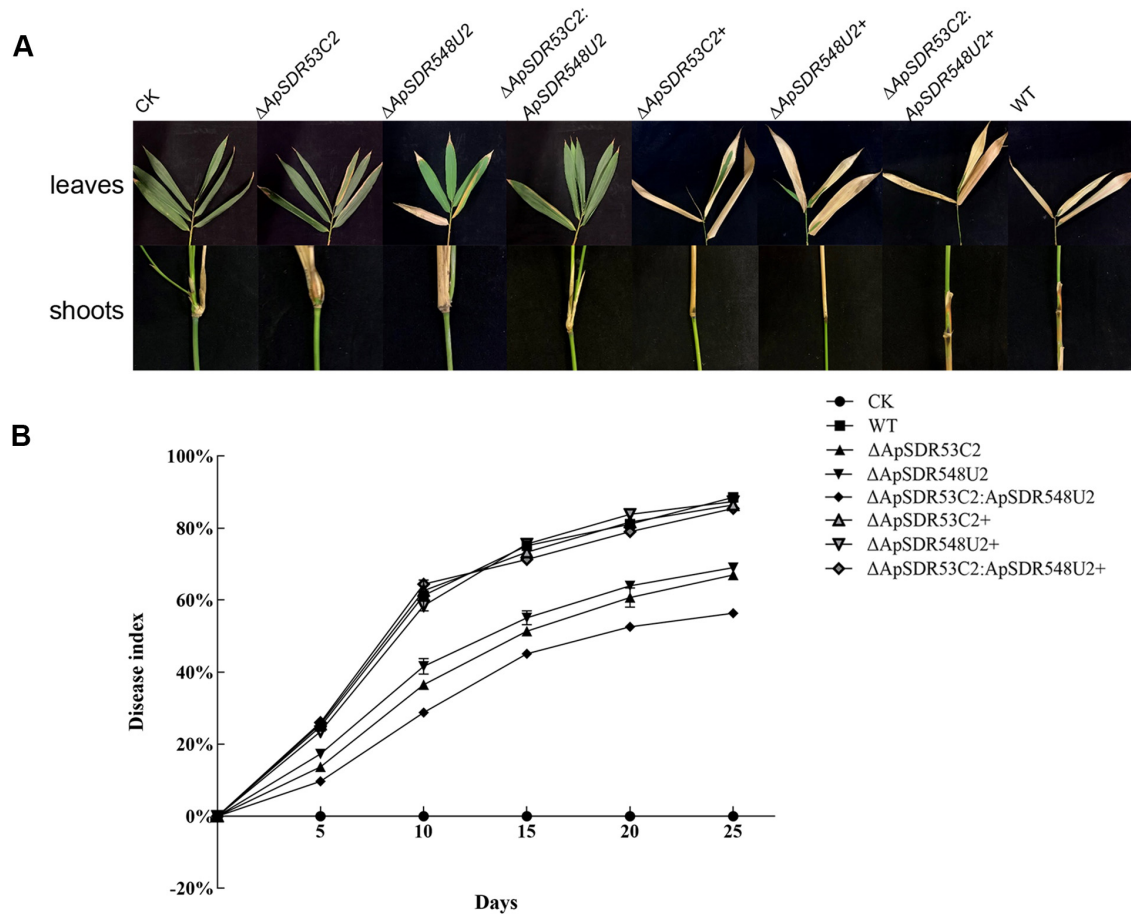 A
CK
ΔApSDR53C2
ΔApSDR548U2
ΔApSDR53C2:
ApSDR548U2
ΔApSDR53C2+
ΔApSDR548U2+
ΔApSDR53C2:
ApSDR548U2+
WT
leaves
shoots
B
CK
WT
ΔApSDR53C2
ΔApSDR548U2
ΔApSDR53C2:ApSDR548U2
ΔApSDR53C2+
ΔApSDR548U2+
ΔApSDR53C2:ApSDR548U2+
100%
80%
60%
40%
20%
0%
-20%
Disease index
5 10 15 20 25
Days